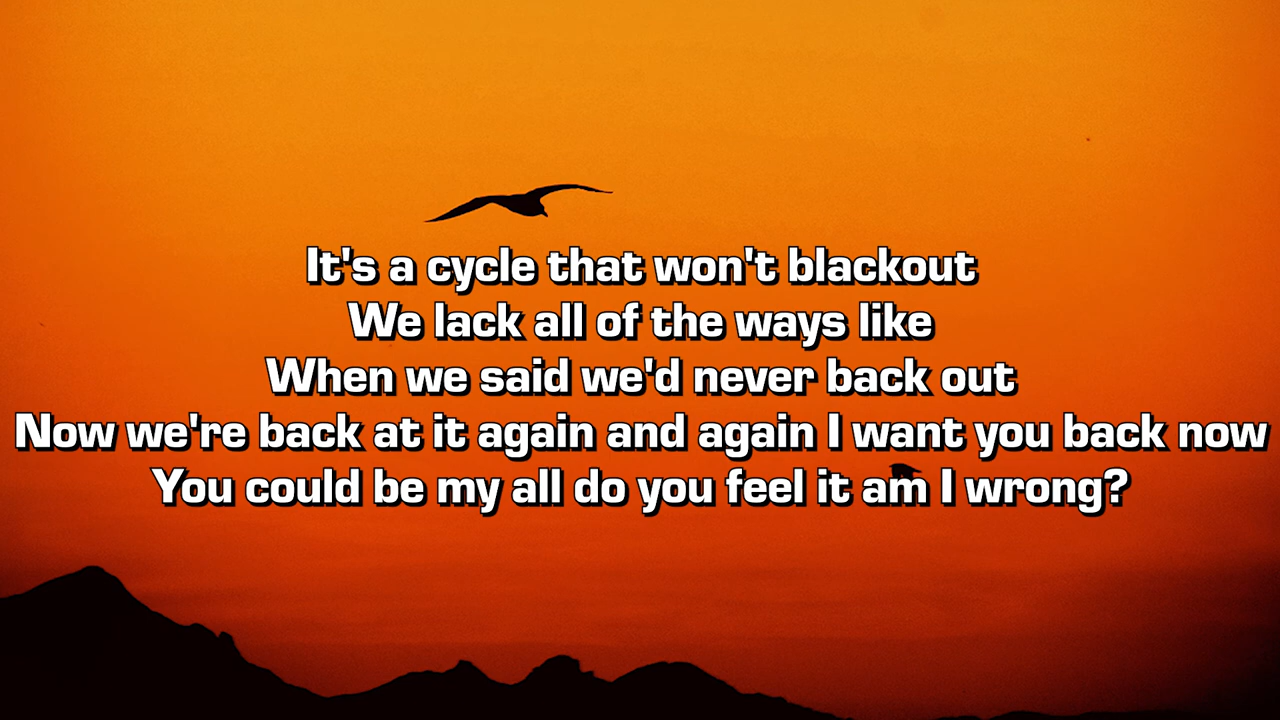 It's a cycle that won't blackout
We lack all of the ways like
When we said we'd never back out
Now we're back at it again and again I want you back now
You could be my all do you feel it am I wrong?